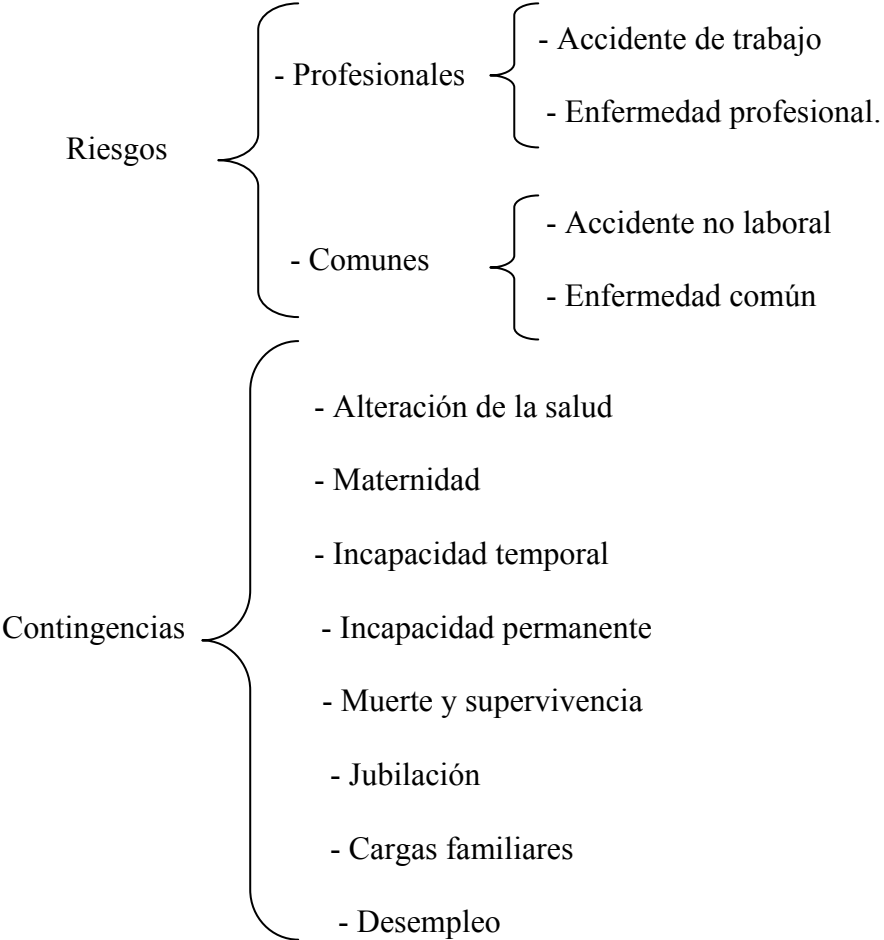 Riesgos
- Profesionales
- Accidente de trabajo
- Enfermedad profesional.
- Comunes
- Accidente no laboral
- Enfermedad común
Contingencias
- Alteración de la salud
- Maternidad
- Incapacidad temporal
- Incapacidad permanente
- Muerte y supervivencia
- Jubilación
- Cargas familiares
- Desempleo